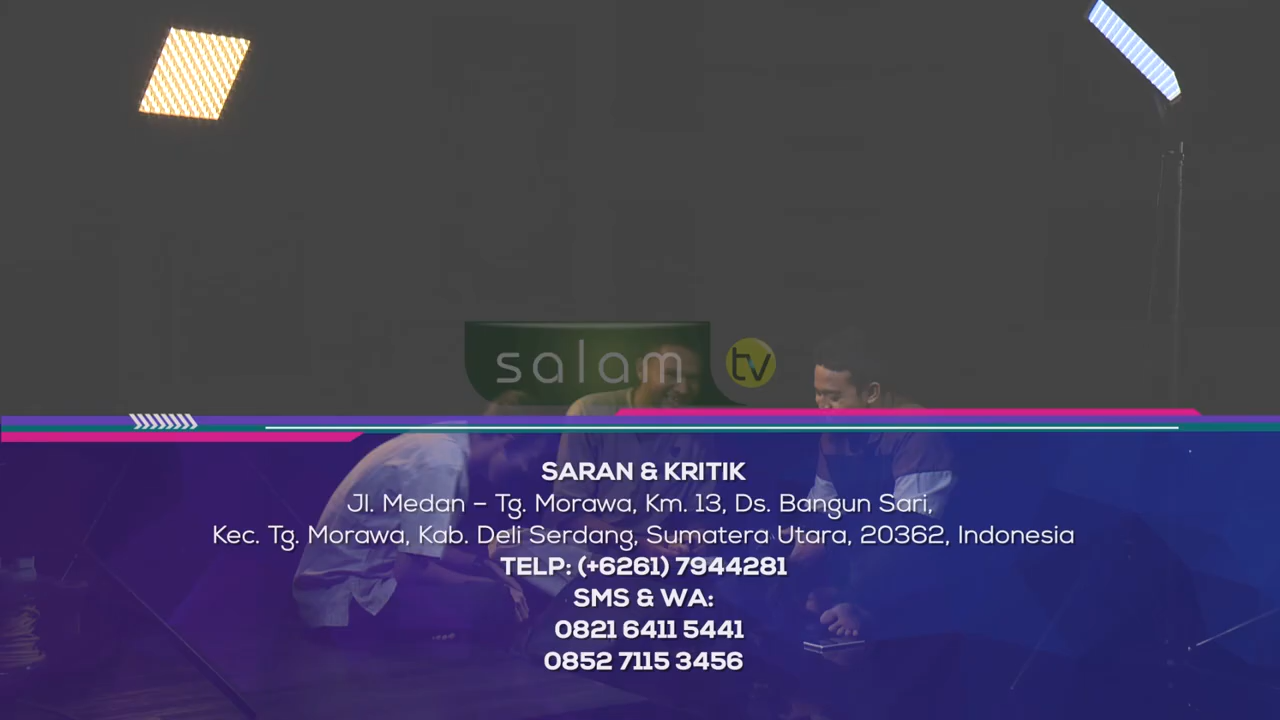 salam tv
SARAN & KRITIK
Jl. Medan – Tg. Morawa, Km. 13, Ds. Bangun Sari,
Kec. Tg. Morawa, Kab. Deli Serdang, Sumatera Utara, 20362, Indonesia
TELP: (+6261) 7944281
SMS & WA:
0821 6411 5441
0852 7115 3456